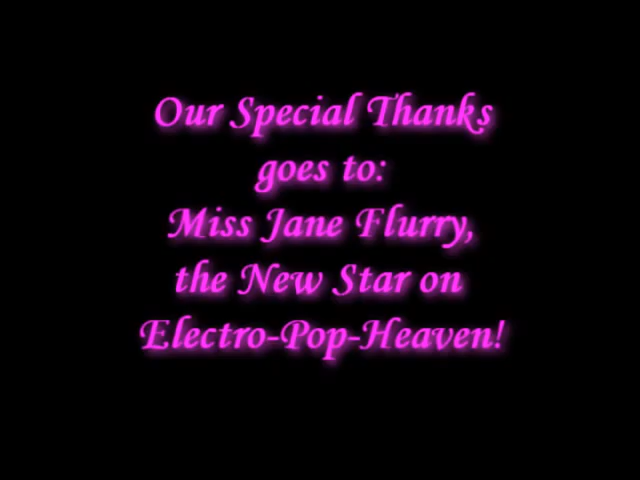 Our Special Thanks
goes to:
Miss Jane Flurry,
the New Star on
Electro-Pop-Heaven!